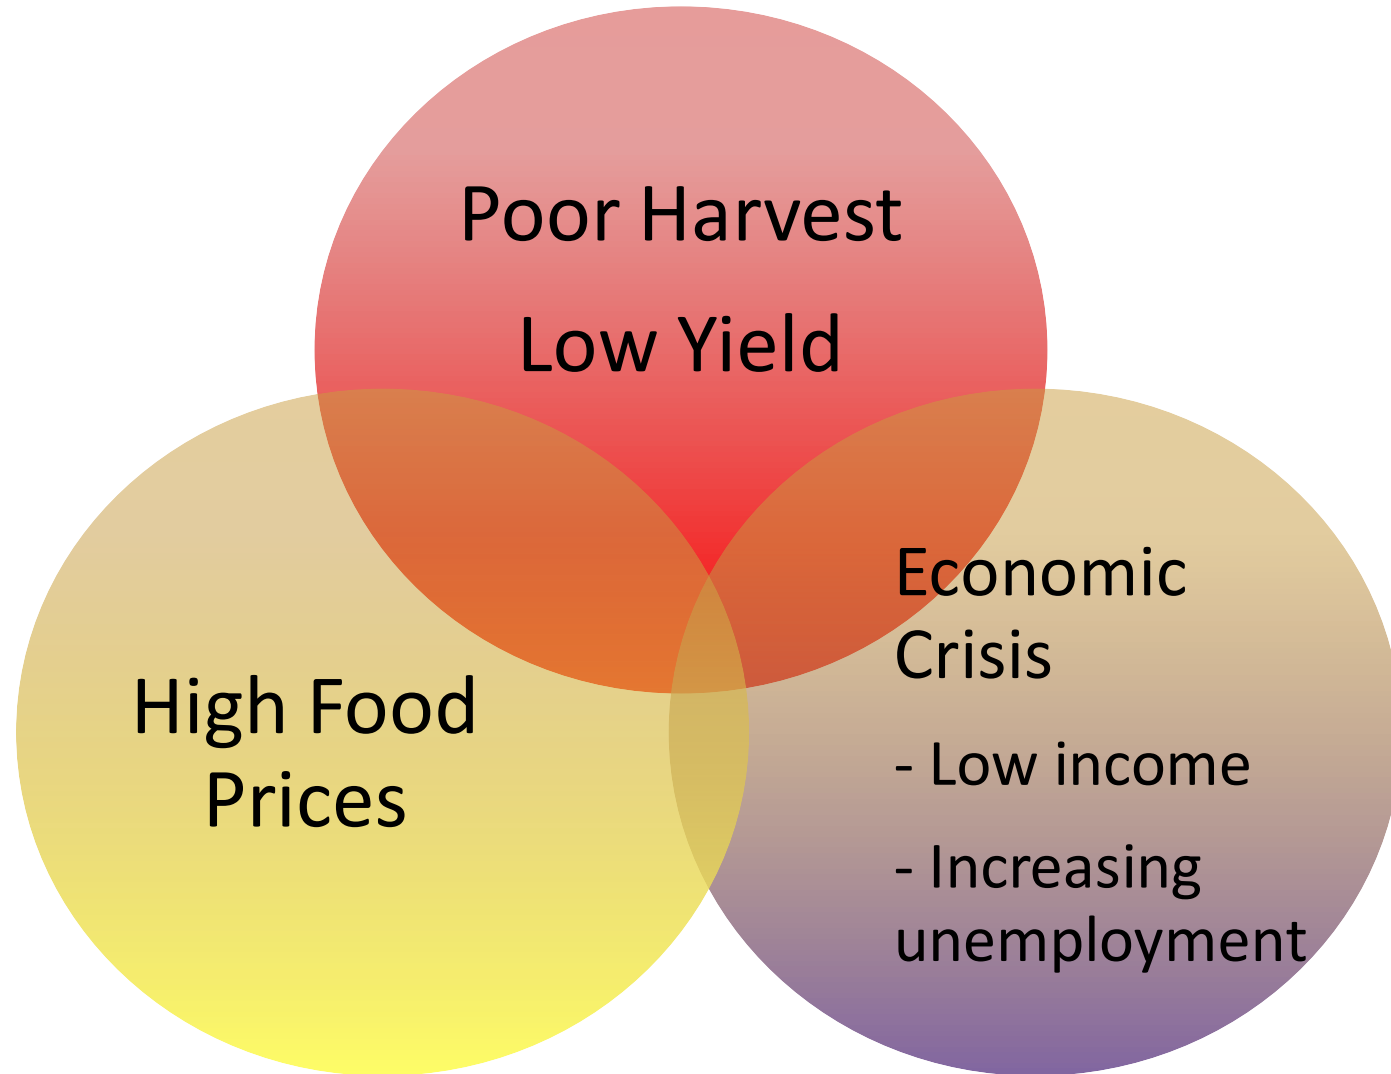 Poor Harvest
Low Yield
High Food
Prices
Economic
Crisis
- Low income
- Increasing
unemployment